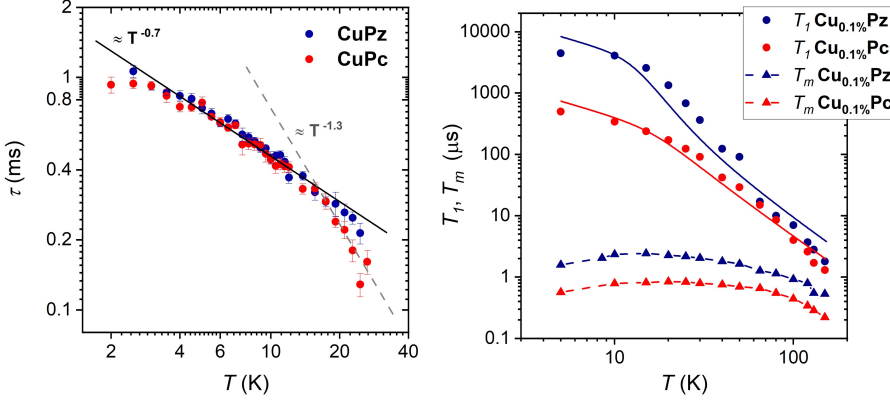 ≈ T-0.7
CuPz
CuPc
≈ T-1.3
2
1
0.8
0.4
0.2
0.1
τ (ms)
2
4
6
8
10
20
40
T (K)
T1 Cu0.1%Pz
T1 Cu0.1%Pc
Tm Cu0.1%Pz
Tm Cu0.1%Pc
10000
1000
100
10
1
0.1
T1, Tm (μs)
10
100
T (K)